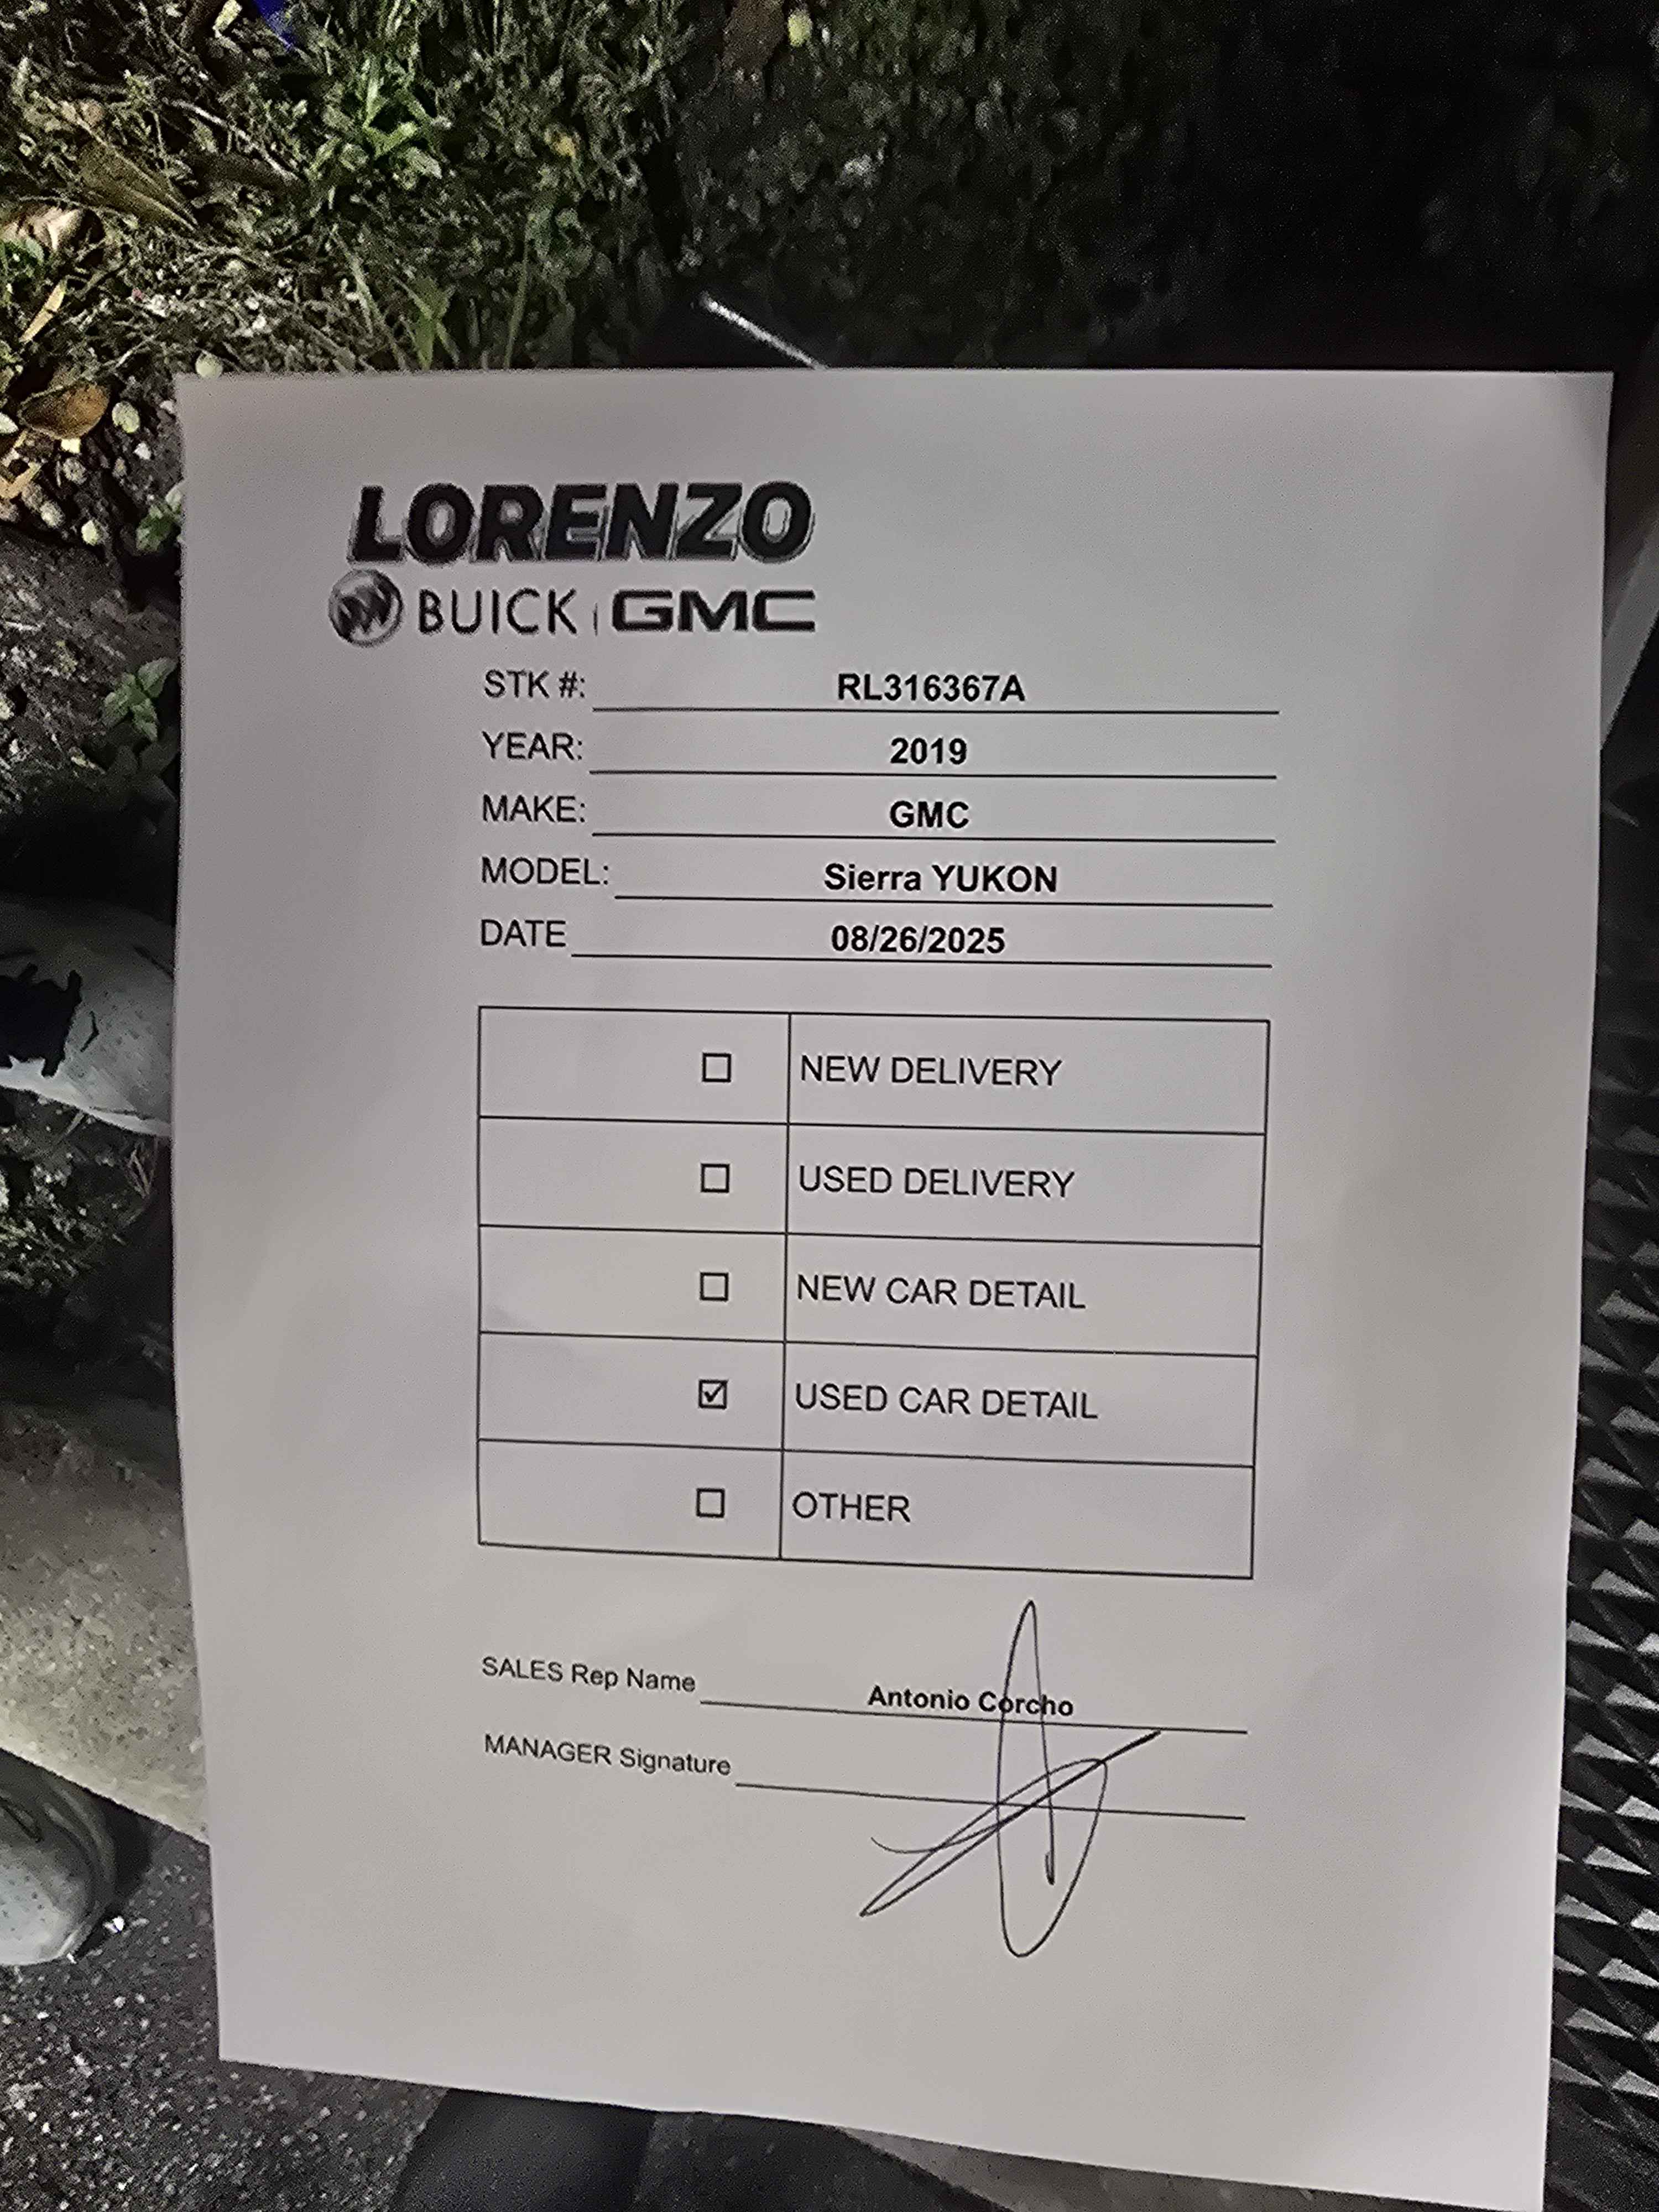 LORENZO
BUICK | GMC
STK #: RL316367A
YEAR: 2019
MAKE: GMC
MODEL: Sierra YUKON
DATE 08/26/2025
☐ NEW DELIVERY
☐ USED DELIVERY
☐ NEW CAR DETAIL
☑ USED CAR DETAIL
☐ OTHER
SALES Rep Name Antonio Corcho
MANAGER Signature